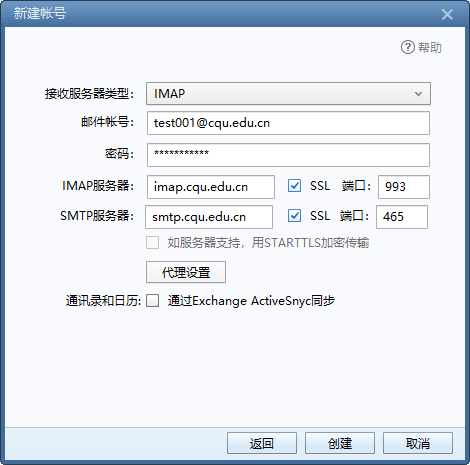 新建帐号
帮助
接收服务器类型： IMAP
邮件帐号： test001@cqu.edu.cn
密码： ***********
IMAP服务器： imap.cqu.edu.cn SSL 端口： 993
SMTP服务器： smtp.cqu.edu.cn SSL 端口： 465
如服务器支持，用STARTTLS加密传输
代理设置
通讯录和日历: 通过Exchange ActiveSnyc同步
返回 创建 取消